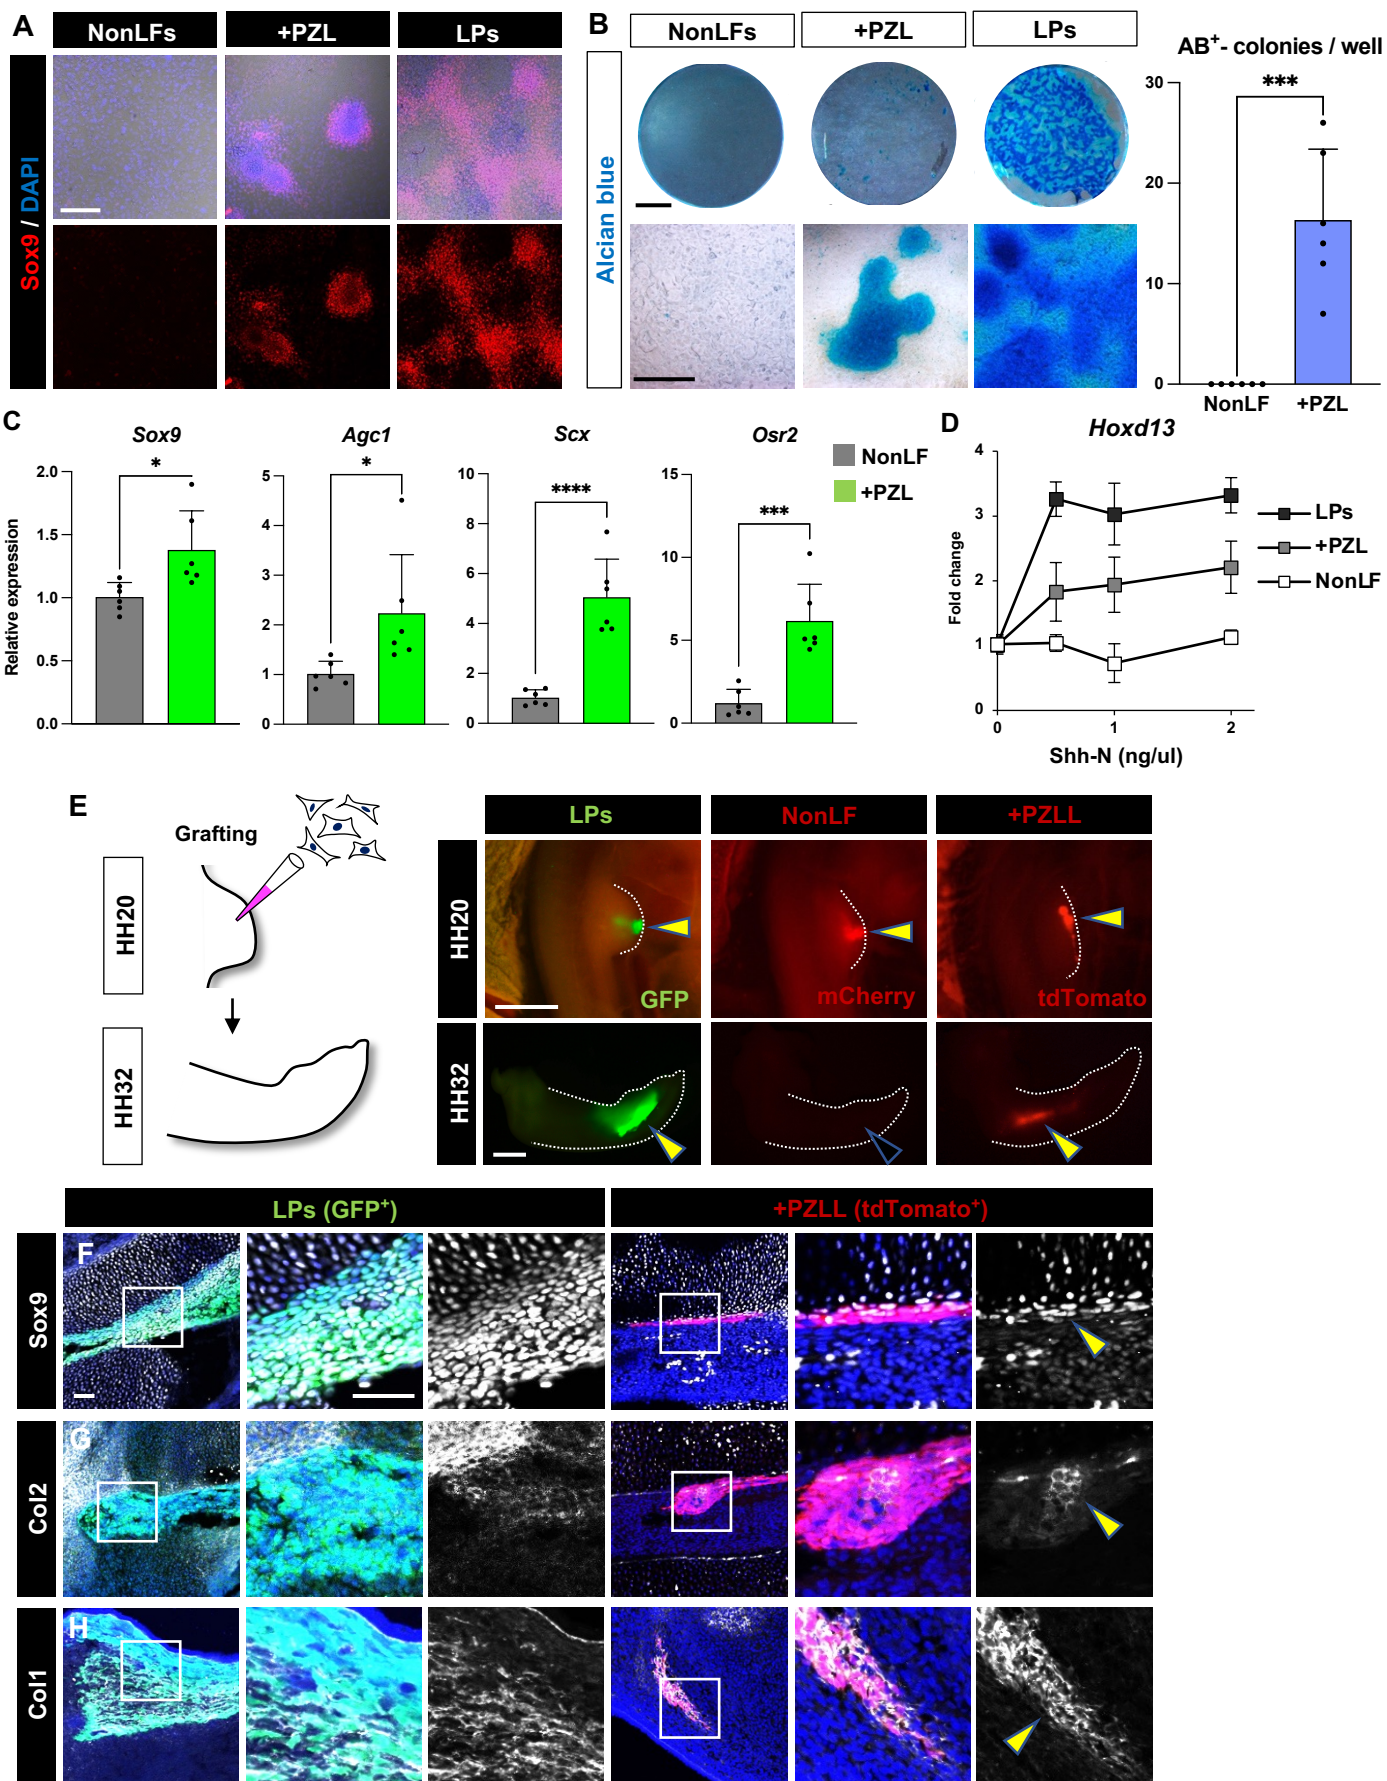 A
NonLFs
+PZL
LPs
Sox9 / DAPI
B
NonLFs
+PZL
LPs
Alcian blue
AB+- colonies / well
30
20
10
0
***
NonLF
+PZL
C
Relative expression
Sox9
2.0
1.5
1.0
0.5
0.0
*
Agc1
5
4
3
2
1
0
*
Scx
10
8
6
4
2
0
****
Osr2
15
10
5
0
***
NonLF
+PZL
D
Hoxd13
Fold change
4
3
2
1
0
0
1
2
Shh-N (ng/ul)
LPs
+PZL
NonLF
E
Grafting
HH20
HH32
LPs
NonLF
+PZLL
HH20
GFP
mCherry
tdTomato
HH32
LPs (GFP+)
+PZLL (tdTomato+)
Sox9
F
Col2
G
Col1
H